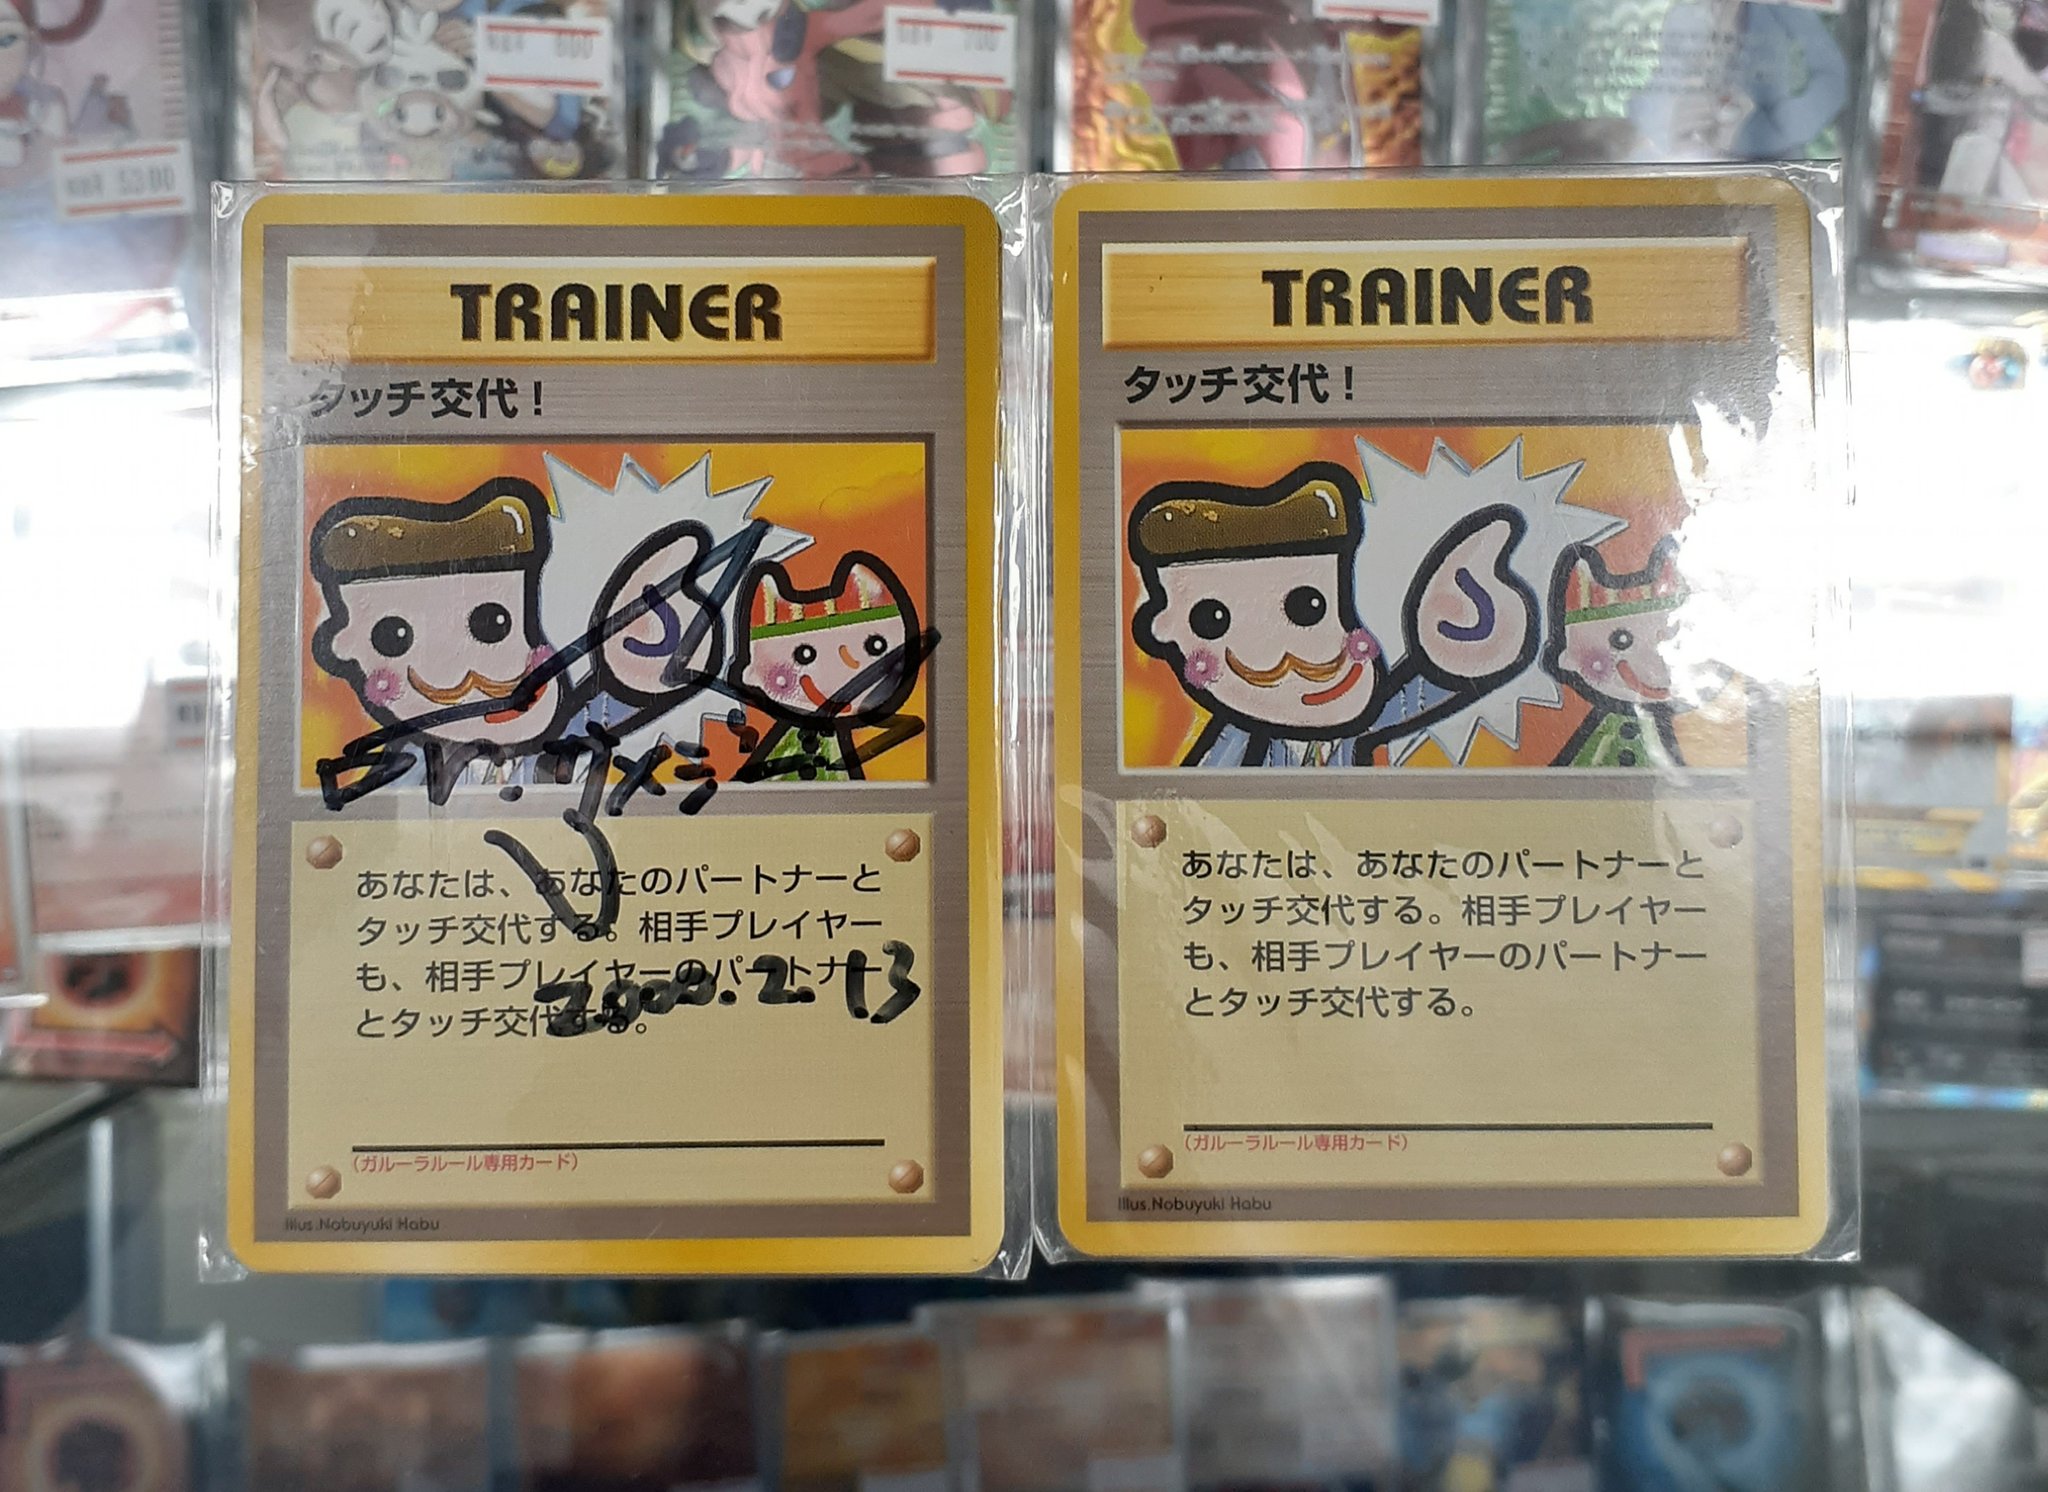 TRAINER
タッチ交代!
あなたは、あなたのパートナーと
タッチ交代する。相手プレイヤー
も、相手プレイヤーのパートナー
とタッチ交代する。
2000.2.13
(ガルーラルール専用カード)
Illus.Nobuyuki Habu
TRAINER
タッチ交代!
あなたは、あなたのパートナーと
タッチ交代する。相手プレイヤー
も、相手プレイヤーのパートナー
とタッチ交代する。
(ガルーラルール専用カード)
Illus.Nobuyuki Habu